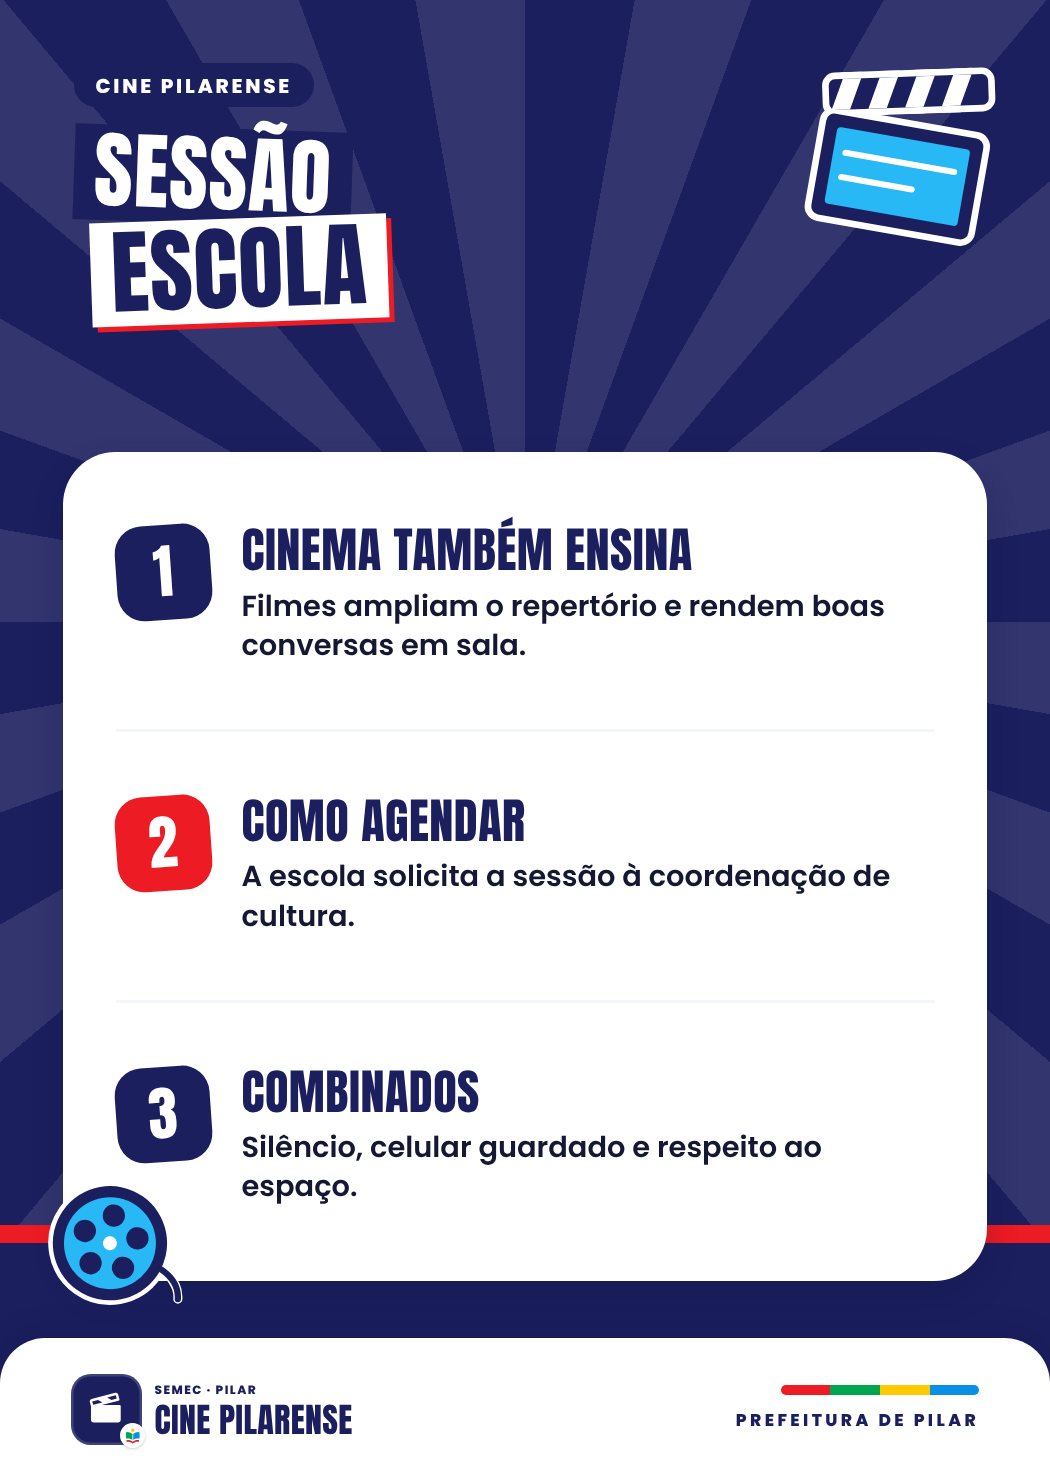 CINE PILARENSE
SESSÃO
ESCOLA
1
CINEMA TAMBÉM ENSINA
Filmes ampliam o repertório e rendem boas
conversas em sala.
2
COMO AGENDAR
A escola solicita a sessão à coordenação de
cultura.
3
COMBINADOS
Silêncio, celular guardado e respeito ao
espaço.
SEMEC · PILAR
CINE PILARENSE
PREFEITURA DE PILAR